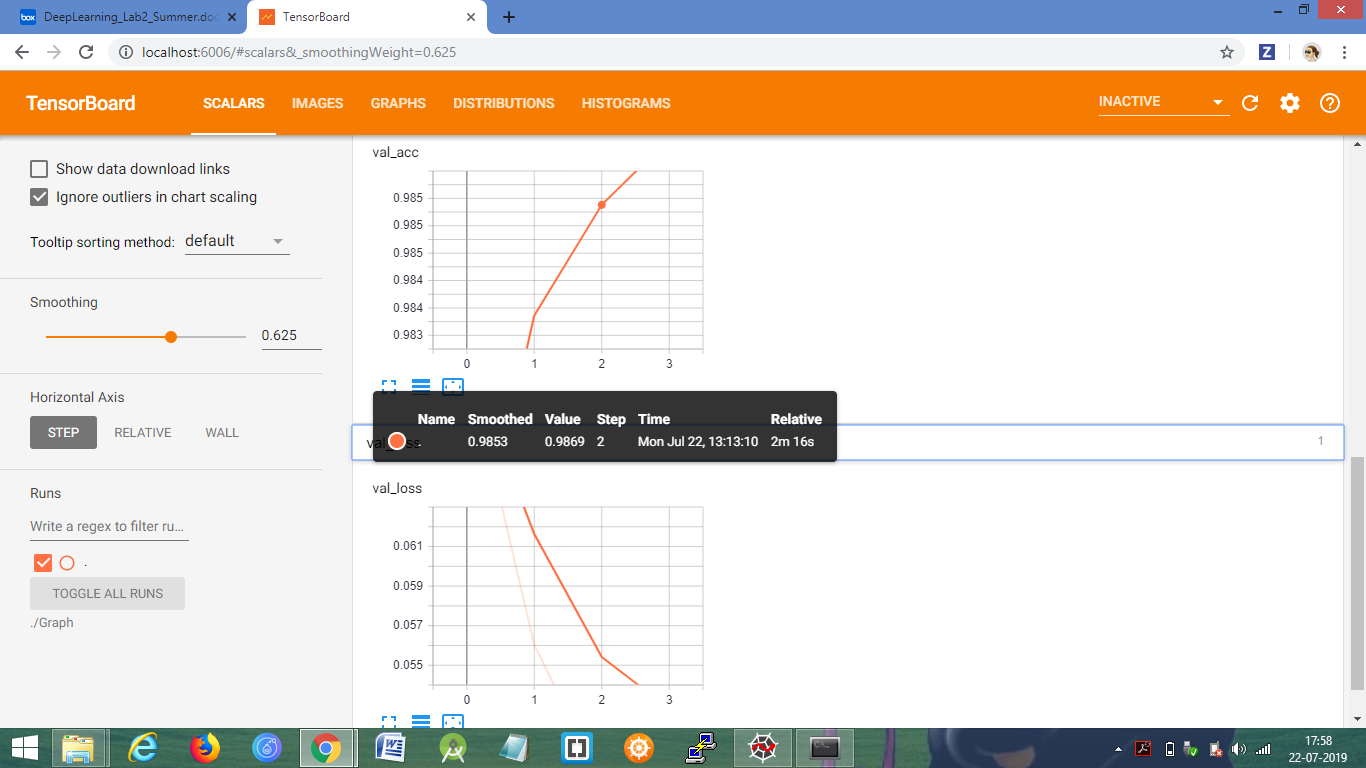 DeepLearning_Lab2_Summer.doc
TensorBoard
localhost:6006/#scalars&_smoothingWeight=0.625
TensorBoard
SCALARS
IMAGES
GRAPHS
DISTRIBUTIONS
HISTOGRAMS
INACTIVE
Show data download links
Ignore outliers in chart scaling
Tooltip sorting method: default
Smoothing
0.625
Horizontal Axis
STEP
RELATIVE
WALL
Runs
Write a regex to filter ru...
.
TOGGLE ALL RUNS
./Graph
val_acc
0.985
0.985
0.985
0.984
0.984
0.983
0 1 2 3
Name Smoothed Value Step Time Relative
. 0.9853 0.9869 2 Mon Jul 22, 13:13:10 2m 16s
1
val_loss
0.061
0.059
0.057
0.055
0 1 2 3
17:58
22-07-2019